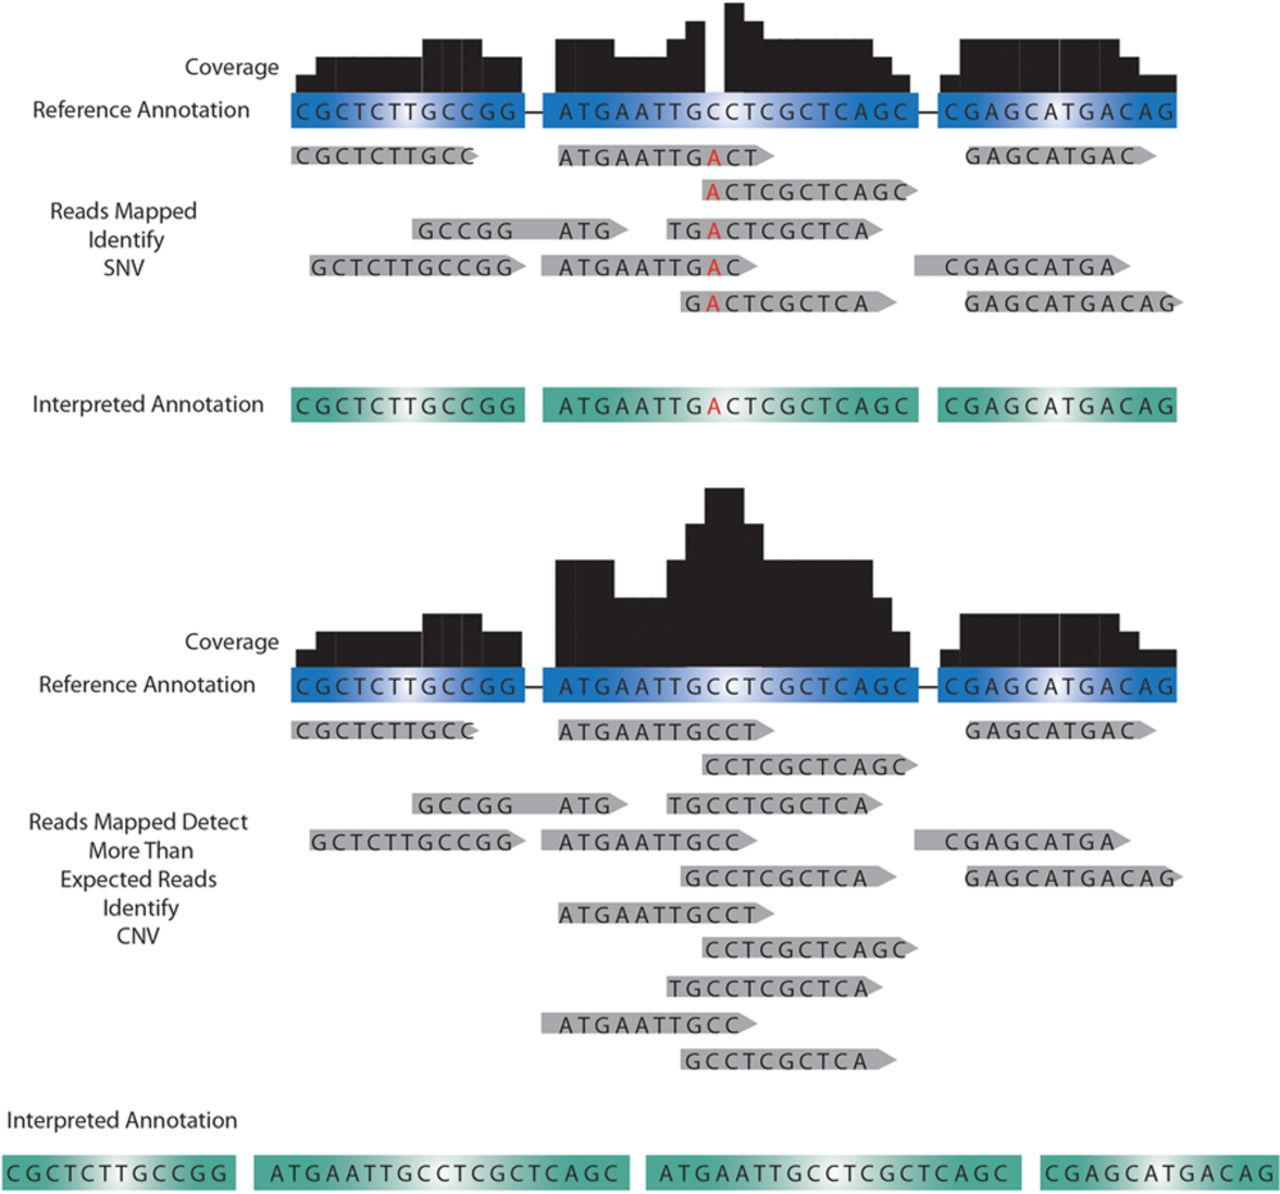 Coverage
Reference Annotation CGCTCTTGCCGG ATGAATTGCCTCGCTCAGC CGAGCATGACAG
CGCTCTTGCC ATGAATTGACT GAGCATGAC
ACTCGCTCAGC
Reads Mapped
Identify
SNV
GCCGG ATG TGACTCGCTCA
GCTCTTGCCGG ATGAATTGAC CGAGCATGA
GACTCGCTCA GAGCATGACAG
Interpreted Annotation CGCTCTTGCCGG ATGAATTGACTCGCTCAGC CGAGCATGACAG
Coverage
Reference Annotation CGCTCTTGCCGG ATGAATTGCCTCGCTCAGC CGAGCATGACAG
CGCTCTTGCC ATGAATTGCCT GAGCATGAC
CCTCGCTCAGC
GCCGG ATG TGCCTCGCTCA
Reads Mapped Detect
More Than
Expected Reads
Identify
CNV
GCTCTTGCCGG ATGAATTGCC CGAGCATGA
GCCTCGCTCA GAGCATGACAG
ATGAATTGCCT
CCTCGCTCAGC
TGCCTCGCTCA
ATGAATTGCC
GCCTCGCTCA
Interpreted Annotation
CGCTCTTGCCGG ATGAATTGCCTCGCTCAGC ATGAATTGCCTCGCTCAGC CGAGCATGACAG